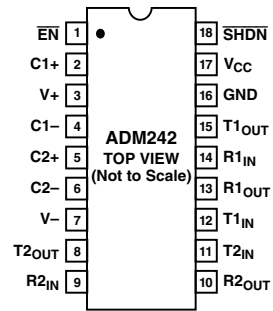 EN 1 18 SHDN
C1+ 2 17 VCC
V+ 3 16 GND
C1– 4 15 T1OUT
C2+ 5 14 R1IN
C2– 6 13 R1OUT
V– 7 12 T1IN
T2OUT 8 11 T2IN
R2IN 9 10 R2OUT
ADM242
TOP VIEW
(Not to Scale)